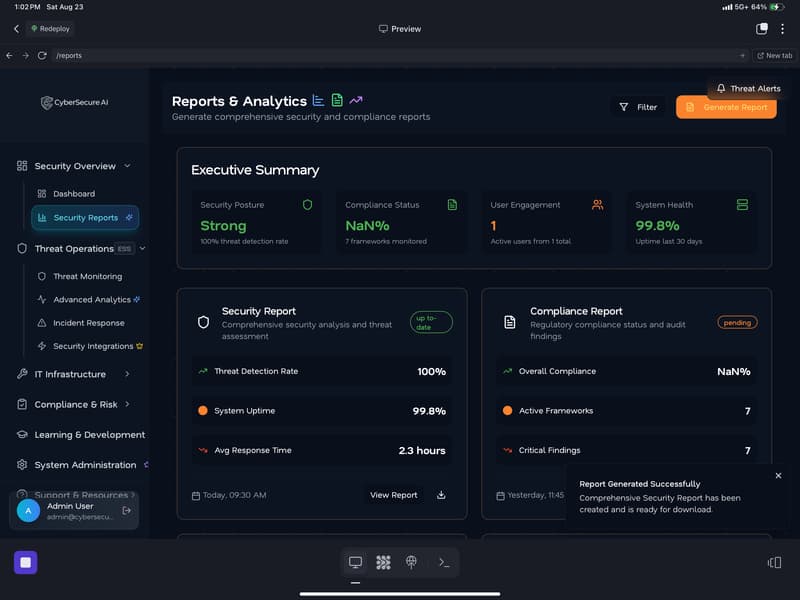 1:02 PM Sat Aug 23
5G+ 64%
Redeploy
Preview
/reports
New tab
CyberSecure AI
Reports & Analytics
Generate comprehensive security and compliance reports
Filter
Threat Alerts
Generate Report
Security Overview
Dashboard
Security Reports
Threat Operations ESS
Threat Monitoring
Advanced Analytics
Incident Response
Security Integrations
IT Infrastructure
Compliance & Risk
Learning & Development
System Administration
Support & Resources
A
Admin User
admin@cybersecu...
Executive Summary
Security Posture
Strong
100% threat detection rate
Compliance Status
NaN%
7 frameworks monitored
User Engagement
1
Active users from 1 total
System Health
99.8%
Uptime last 30 days
Security Report
Comprehensive security analysis and threat
assessment
up to-
date
Threat Detection Rate 100%
System Uptime 99.8%
Avg Response Time 2.3 hours
Today, 09:30 AM
View Report
Compliance Report
Regulatory compliance status and audit
findings
pending
Overall Compliance NaN%
Active Frameworks 7
Critical Findings 7
Yesterday, 11:45
Report Generated Successfully
Comprehensive Security Report has been
created and is ready for download.